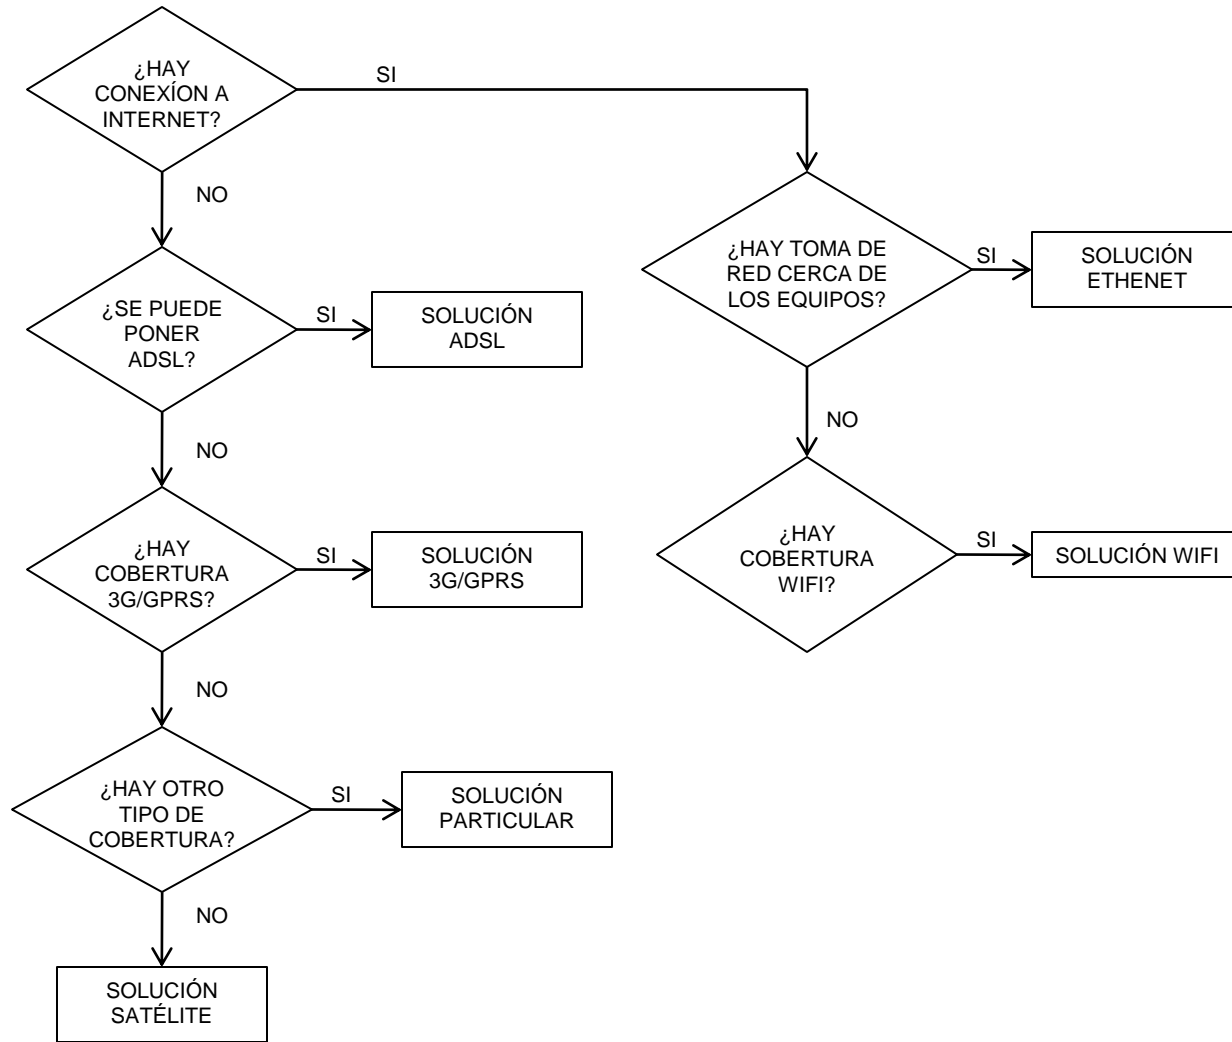 ¿HAY
CONEXÍON A
INTERNET?
SI
NO
¿HAY TOMA DE
RED CERCA DE
LOS EQUIPOS?
SI
SOLUCIÓN
ETHENET
¿SE PUEDE
PONER
ADSL?
SI
SOLUCIÓN
ADSL
NO
NO
¿HAY
COBERTURA
3G/GPRS?
SI
SOLUCIÓN
3G/GPRS
¿HAY
COBERTURA
WIFI?
SI
SOLUCIÓN WIFI
NO
¿HAY OTRO
TIPO DE
COBERTURA?
SI
SOLUCIÓN
PARTICULAR
NO
SOLUCIÓN
SATÉLITE